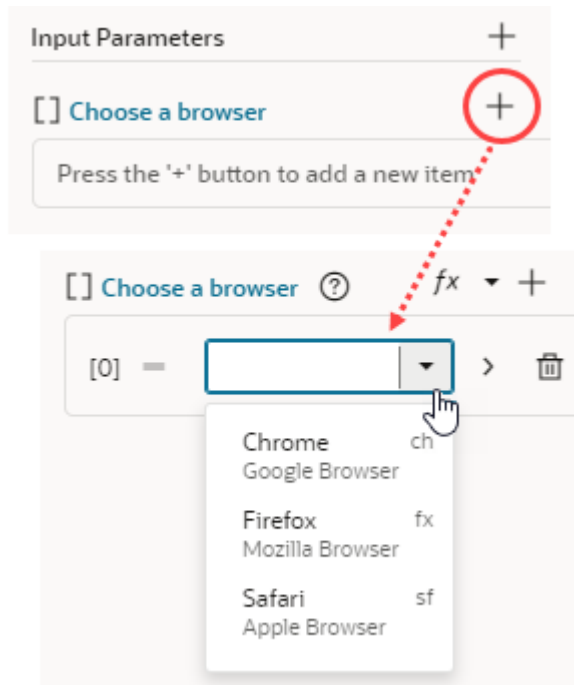 Input Parameters +
[] Choose a browser +
Press the '+' button to add a new item
[] Choose a browser ? fx +
[0] =
Chrome ch
Google Browser
Firefox fx
Mozilla Browser
Safari sf
Apple Browser